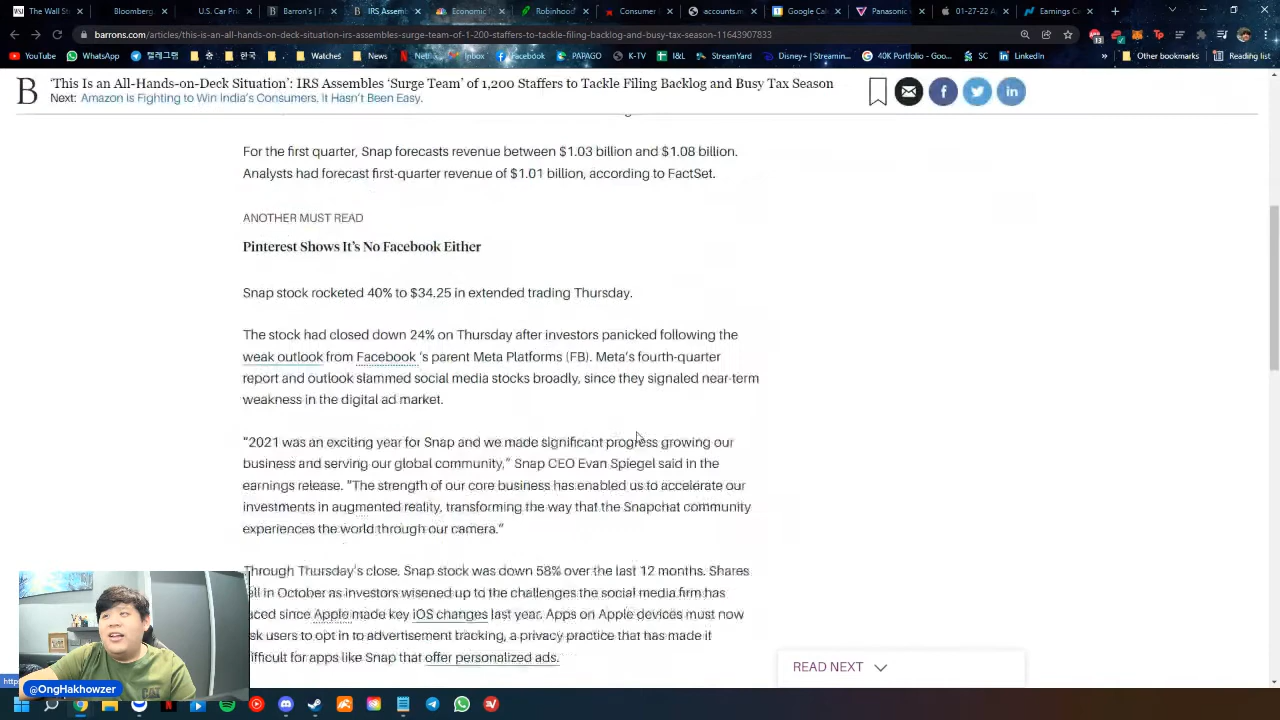 The Wall St
Bloomberg
U.S. Car Pri
Barron's | Fi
IRS Assemb
Economic
Robinhood
Consumer
accounts.m
Google Cal
Panasonic
01-27-22 A
Earnings C
barrons.com/articles/this-is-an-all-hands-on-deck-situation-irs-assembles-surge-team-of-1-200-staffers-to-tackle-filing-backlog-and-busy-tax-season-11643907833
YouTube
WhatsApp
텔레그램
숭
한국
Watchout
News
Inbox
Facebook
PAPAGO
K-TV
I&L
StreamYard
Disney+ | Streamin...
40K Portfolio - Goo...
SC
IN
LinkedIn
»
Other bookmarks
Reading list
B
'This Is an All-Hands-on-Deck Situation': IRS Assembles 'Surge Team' of 1,200 Staffers to Tackle Filing Backlog and Busy Tax Season
Next: Amazon is Fighting to Win India's Consumers. It Hasn't Been Easy.
For the first quarter, Snap forecasts revenue between $1.03 billion and $1.08 billion.
Analysts had forecast first-quarter revenue of $1.01 billion, according to FactSet.
ANOTHER MUST READ
Pinterest Shows It's No Facebook Either
Snap stock rocketed 40% to $34.25 in extended trading Thursday.
The stock had closed down 24% on Thursday after investors panicked following the
weak outlook from Facebook 's parent Meta Platforms (FB). Meta's fourth-quarter
report and outlook slammed social media stocks broadly, since they signaled near-term
weakness in the digital ad market.
"2021 was an exciting year for Snap and we made significant progress growing our
business and serving our global community," Snap CEO Evan Spiegel said in the
earnings release. "The strength of our core business has enabled us to accelerate our
investments in augmented reality, transforming the way that the Snapchat community
experiences the world through our camera."
Through Thursday's close, Snap stock was down 58% over the last 12 months. Shares
in October as investors wisened up to the challenges the social media firm has
since Apple made key iOS changes last year. Apps on Apple devices must now
users to opt in to advertisement tracking, a privacy practice that has made it
difficult for apps like Snap that offer personalized ads.
READ NEXT
@OngHakhowzer